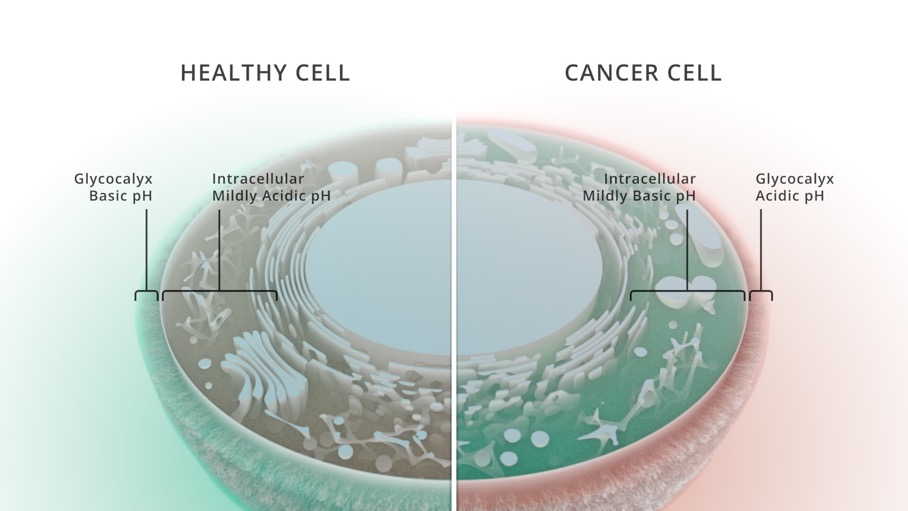 HEALTHY CELL
CANCER CELL
Glycocalyx
Basic pH
Intracellular
Mildly Acidic pH
Intracellular
Mildly Basic pH
Glycocalyx
Acidic pH